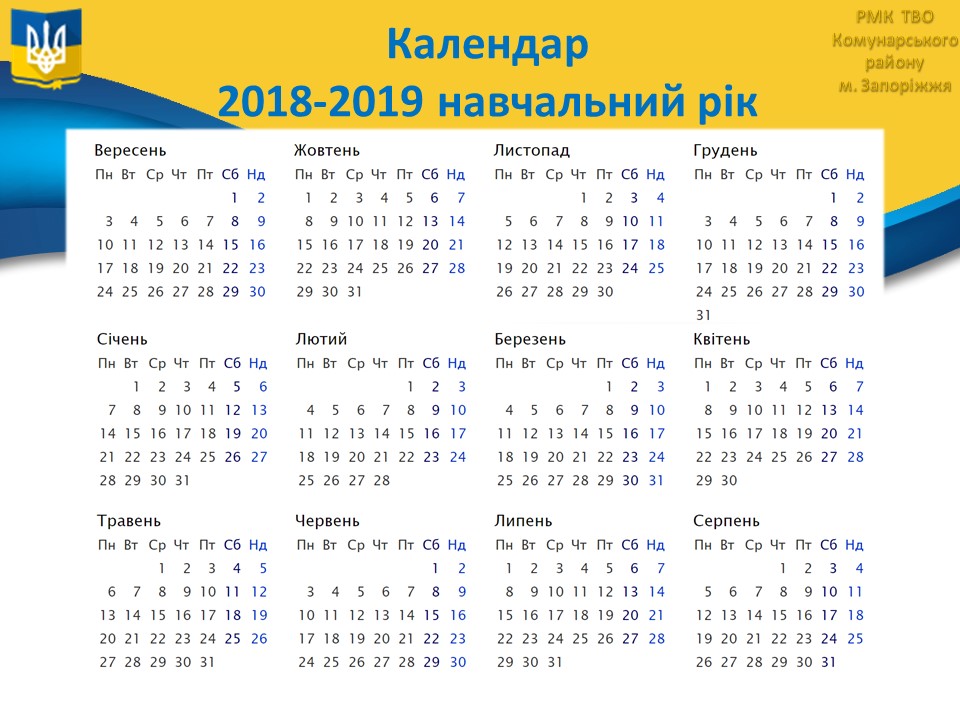 РМК ТВО
Комунарського
району
м. Запоріжжя
Календар
2018-2019 навчальний рік
Вересень
Пн Вт Ср Чт Пт Сб Нд
1 2
3 4 5 6 7 8 9
10 11 12 13 14 15 16
17 18 19 20 21 22 23
24 25 26 27 28 29 30
Жовтень
Пн Вт Ср Чт Пт Сб Нд
1 2 3 4 5 6 7
8 9 10 11 12 13 14
15 16 17 18 19 20 21
22 23 24 25 26 27 28
29 30 31
Листопад
Пн Вт Ср Чт Пт Сб Нд
1 2 3 4
5 6 7 8 9 10 11
12 13 14 15 16 17 18
19 20 21 22 23 24 25
26 27 28 29 30
Грудень
Пн Вт Ср Чт Пт Сб Нд
1 2
3 4 5 6 7 8 9
10 11 12 13 14 15 16
17 18 19 20 21 22 23
24 25 26 27 28 29 30
31
Січень
Пн Вт Ср Чт Пт Сб Нд
1 2 3 4 5 6
7 8 9 10 11 12 13
14 15 16 17 18 19 20
21 22 23 24 25 26 27
28 29 30 31
Лютий
Пн Вт Ср Чт Пт Сб Нд
1 2 3
4 5 6 7 8 9 10
11 12 13 14 15 16 17
18 19 20 21 22 23 24
25 26 27 28
Березень
Пн Вт Ср Чт Пт Сб Нд
1 2 3
4 5 6 7 8 9 10
11 12 13 14 15 16 17
18 19 20 21 22 23 24
25 26 27 28 29 30 31
Квітень
Пн Вт Ср Чт Пт Сб Нд
1 2 3 4 5 6 7
8 9 10 11 12 13 14
15 16 17 18 19 20 21
22 23 24 25 26 27 28
29 30
Травень
Пн Вт Ср Чт Пт Сб Нд
1 2 3 4 5
6 7 8 9 10 11 12
13 14 15 16 17 18 19
20 21 22 23 24 25 26
27 28 29 30 31
Червень
Пн Вт Ср Чт Пт Сб Нд
1 2
3 4 5 6 7 8 9
10 11 12 13 14 15 16
17 18 19 20 21 22 23
24 25 26 27 28 29 30
Липень
Пн Вт Ср Чт Пт Сб Нд
1 2 3 4 5 6 7
8 9 10 11 12 13 14
15 16 17 18 19 20 21
22 23 24 25 26 27 28
29 30 31
Серпень
Пн Вт Ср Чт Пт Сб Нд
1 2 3 4
5 6 7 8 9 10 11
12 13 14 15 16 17 18
19 20 21 22 23 24 25
26 27 28 29 30 31